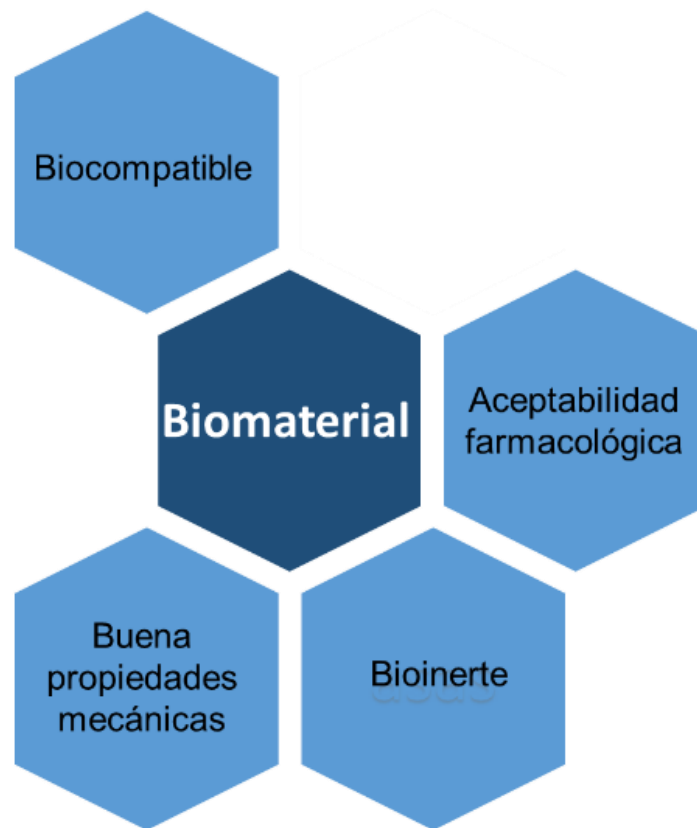 Biocompatible
Biomaterial
Aceptabilidad
farmacológica
Buena
propiedades
mecánicas
Bioinerte